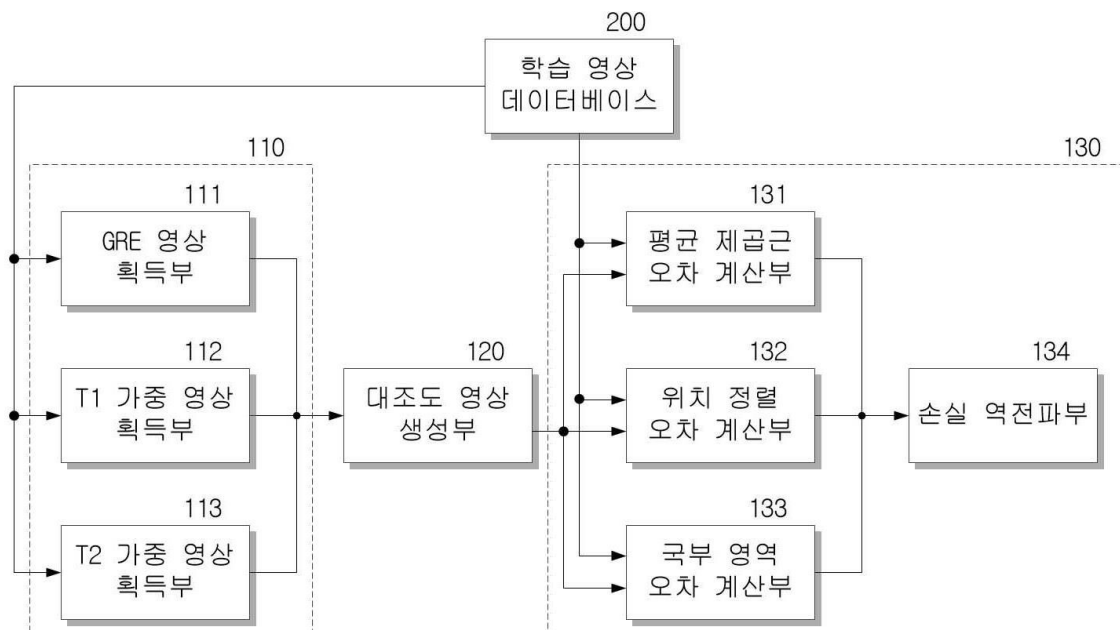 200
학습 영상
데이터베이스
110
130
111
GRE 영상
획득부
131
평균 제곱근
오차 계산부
112
T1 가중 영상
획득부
120
대조도 영상
생성부
132
위치 정렬
오차 계산부
134
손실 역전파부
113
T2 가중 영상
획득부
133
국부 영역
오차 계산부